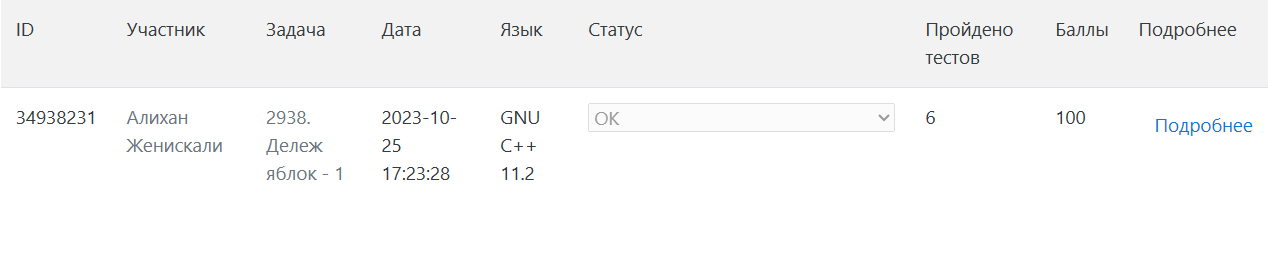 ID Участник Задача Дата Язык Статус Пройдено тестов Баллы Подробнее
34938231 Алихан Женискали 2938. Дележ яблок - 1 2023-10-25 17:23:28 GNU C++ 11.2 OK 6 100 Подробнее